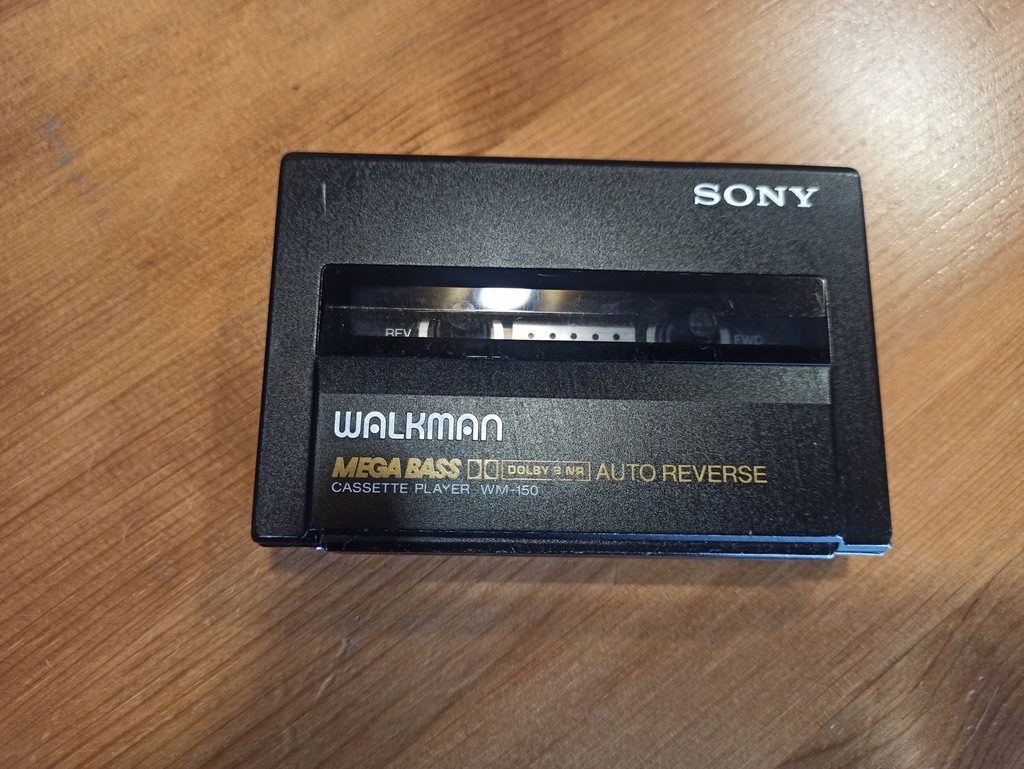 SONY
REV FWD
WALKMAN
MEGA BASS DOLBY B NR AUTO REVERSE
CASSETTE PLAYER WM-150